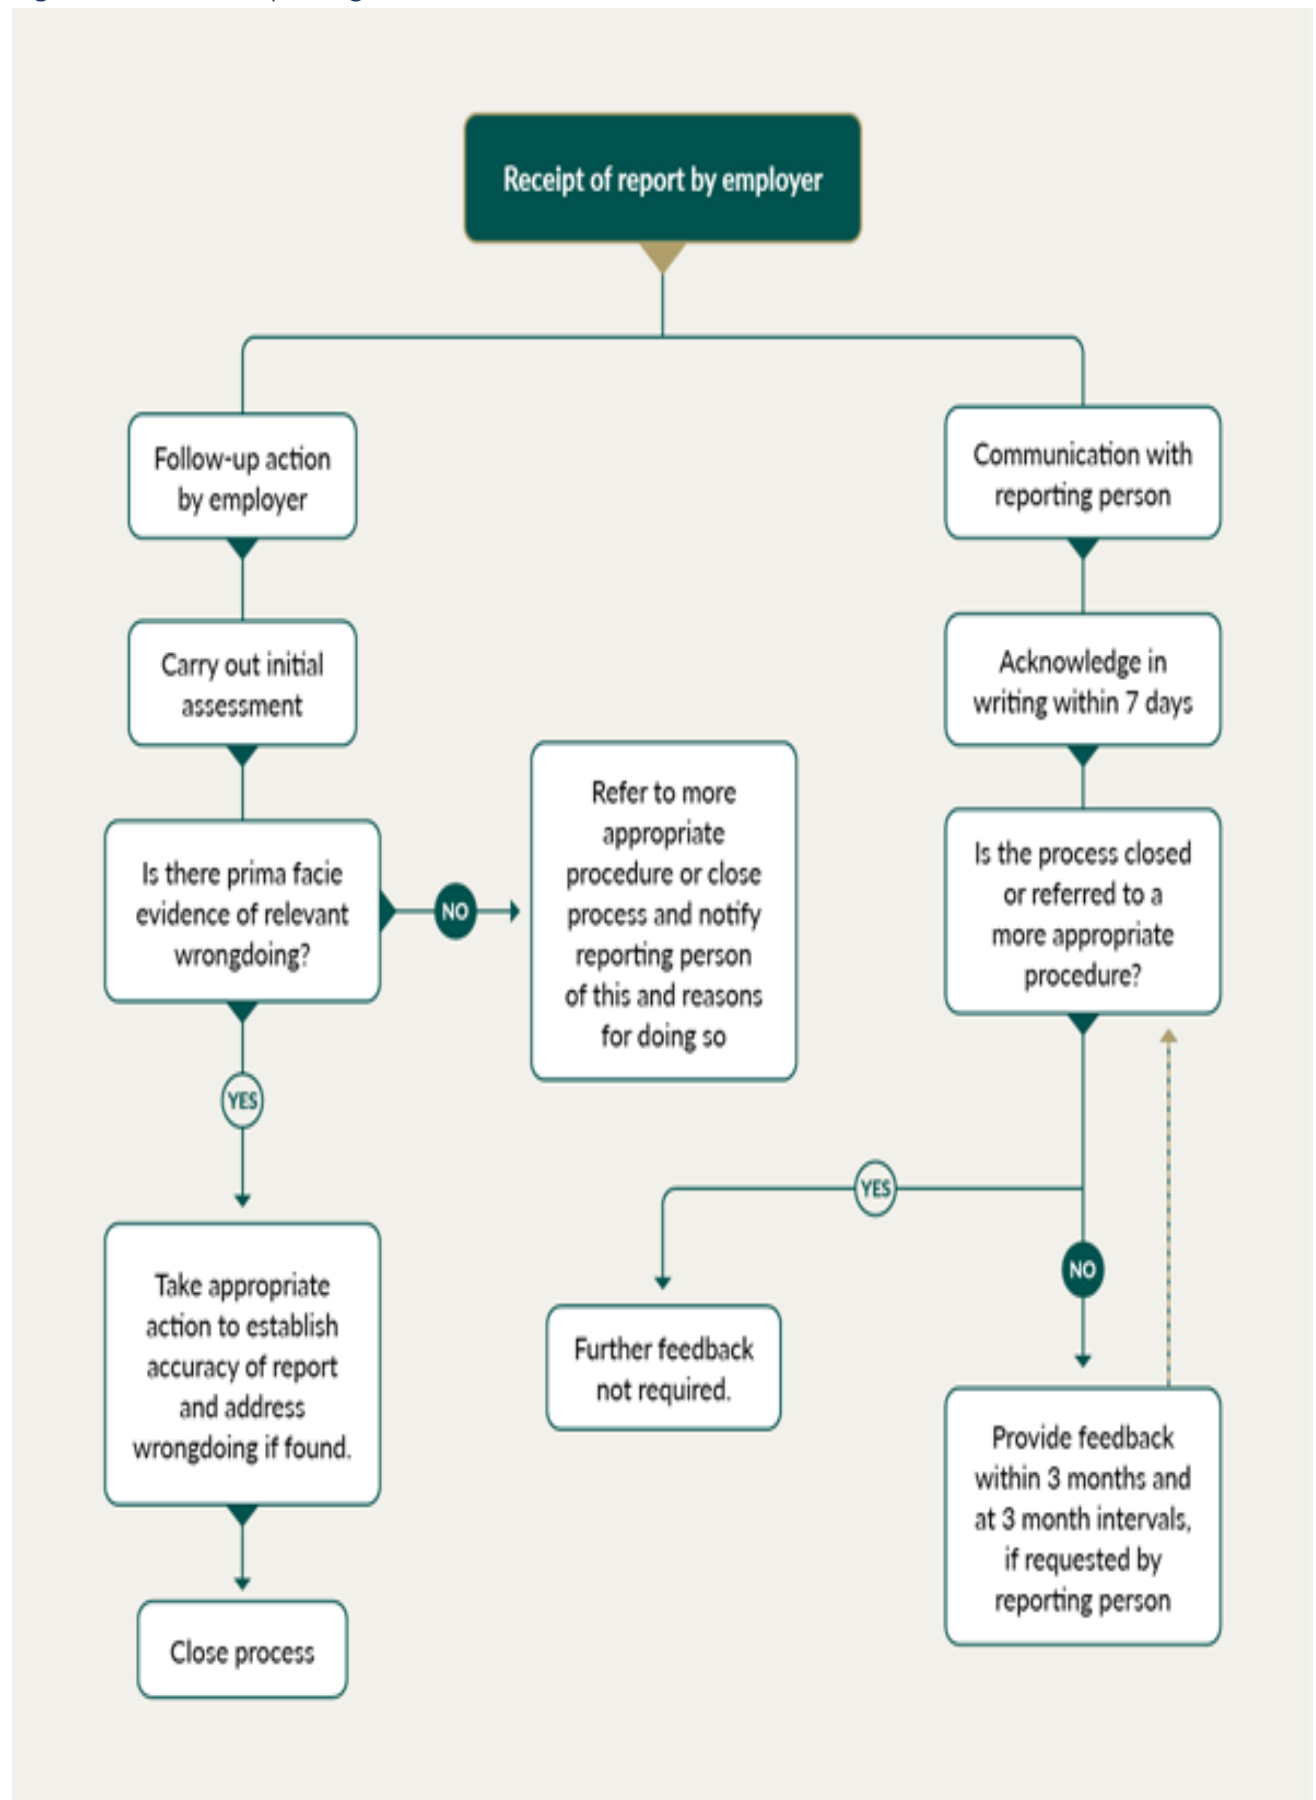 Receipt of report by employer
Follow-up action
by employer
Communication with
reporting person
Carry out initial
assessment
Acknowledge in
writing within 7 days
Is there prima facie
evidence of relevant
wrongdoing?
NO
Refer to more
appropriate
procedure or close
process and notify
reporting person
of this and reasons
for doing so
Is the process closed
or referred to a
more appropriate
procedure?
YES
YES
NO
Take appropriate
action to establish
accuracy of report
and address
wrongdoing if found.
Further feedback
not required.
Provide feedback
within 3 months and
at 3 month intervals,
if requested by
reporting person
Close process